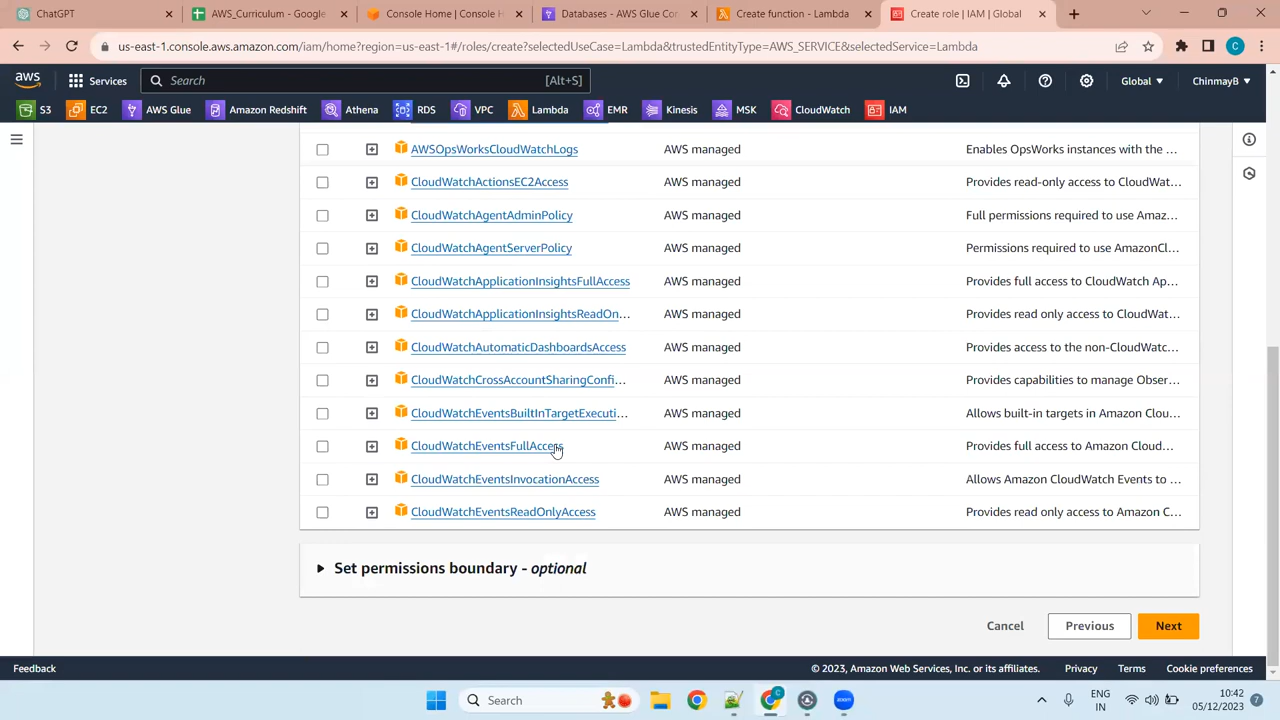 ChatGPT
AWS_Curriculum - Google
Console Home | Console H
Databases - AWS Glue Con
Create function - Lambda
Create role | IAM | Global
us-east-1.console.aws.amazon.com/iam/home?region=us-east-1#/roles/create?selectedUseCase=Lambda&trustedEntityType=AWS_SERVICE&selectedService=Lambda
C
aws
Services
Search
[Alt+S]
Global
ChinmayB
S3
EC2
AWS Glue
Amazon Redshift
Athena
RDS
VPC
Lambda
EMR
Kinesis
MSK
CloudWatch
IAM
AWSOpsWorksCloudWatchLogs AWS managed Enables OpsWorks instances with the ...
CloudWatchActionsEC2Access AWS managed Provides read-only access to CloudWat...
CloudWatchAgentAdminPolicy AWS managed Full permissions required to use Amaz...
CloudWatchAgentServerPolicy AWS managed Permissions required to use AmazonCl...
CloudWatchApplicationInsightsFullAccess AWS managed Provides full access to CloudWatch Ap...
CloudWatchApplicationInsightsReadOn... AWS managed Provides read only access to CloudWat...
CloudWatchAutomaticDashboardsAccess AWS managed Provides access to the non-CloudWatc...
CloudWatchCrossAccountSharingConfi... AWS managed Provides capabilities to manage Obser...
CloudWatchEventsBuiltInTargetExecuti... AWS managed Allows built-in targets in Amazon Clou...
CloudWatchEventsFullAccess AWS managed Provides full access to Amazon Cloud...
CloudWatchEventsInvocationAccess AWS managed Allows Amazon CloudWatch Events to ...
CloudWatchEventsReadOnlyAccess AWS managed Provides read only access to Amazon C...
Set permissions boundary - optional
Cancel
Previous
Next
Feedback
© 2023, Amazon Web Services, Inc. or its affiliates.
Privacy
Terms
Cookie preferences
Search
C
zoom
ENG
IN
10:42
05/12/2023
7